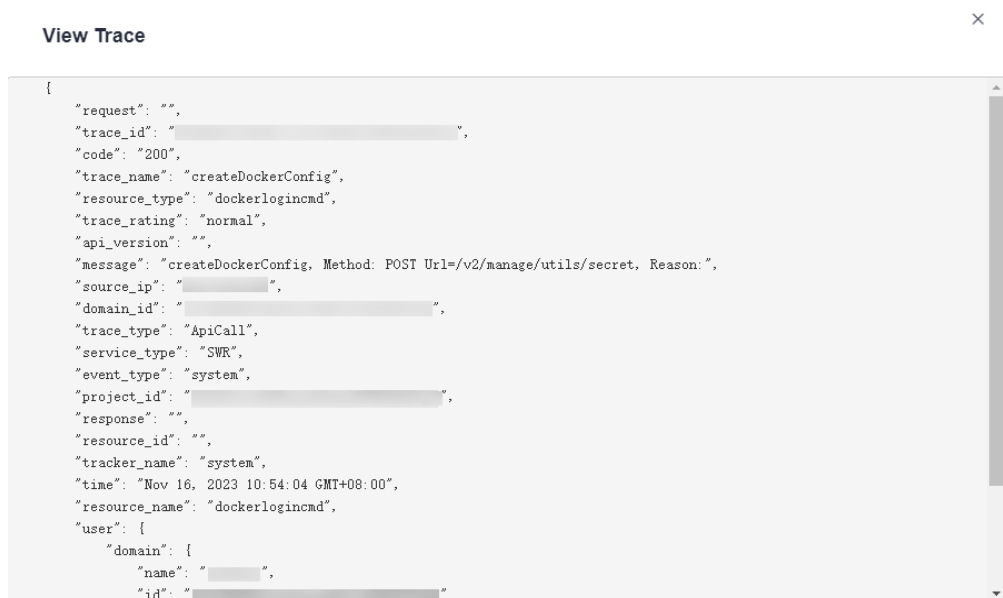 View Trace
×
{
"request": "",
"trace_id": "                ",
"code": "200",
"trace_name": "createDockerConfig",
"resource_type": "dockerlogincmd",
"trace_rating": "normal",
"api_version": "",
"message": "createDockerConfig, Method: POST Url=/v2/manage/utils/secret, Reason:",
"source_ip": "                ",
"domain_id": "                ",
"trace_type": "ApiCall",
"service_type": "SWR",
"event_type": "system",
"project_id": "                ",
"response": "",
"resource_id": "",
"tracker_name": "system",
"time": "Nov 16, 2023 10:54:04 GMT+08:00",
"resource_name": "dockerlogincmd",
"user": {
"domain": {
"name": "                ",
"id": "                "